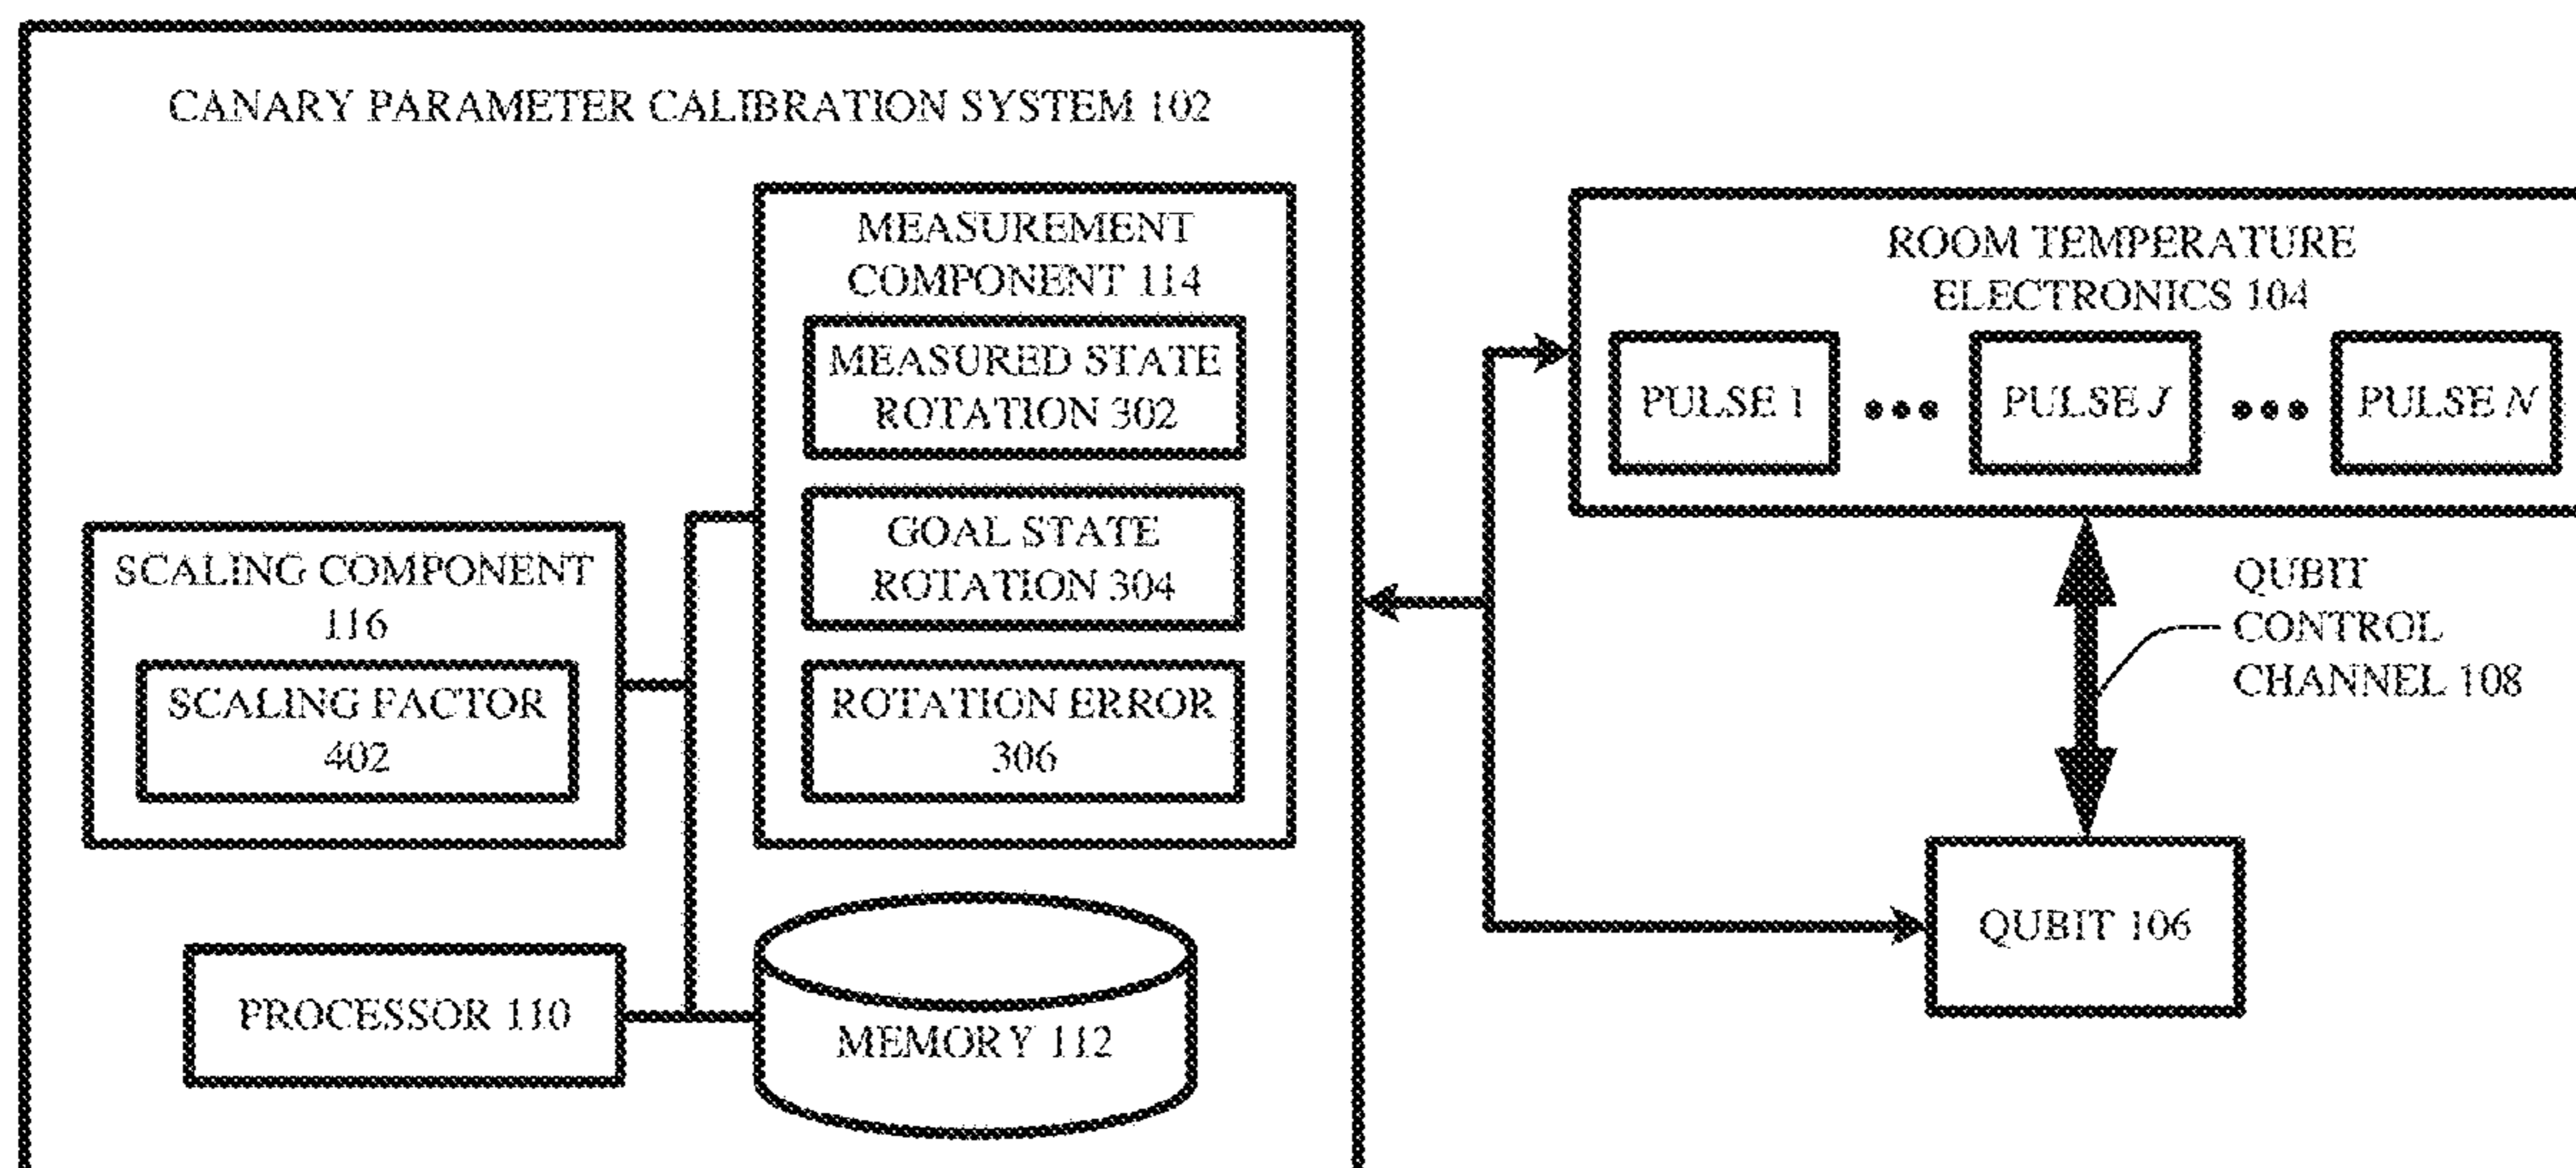 CANARY PARAMETER CALIBRATION SYSTEM 102
MEASUREMENT
COMPONENT 114
MEASURED STATE
ROTATION 302
GOAL STATE
ROTATION 304
ROTATION ERROR
306
SCALING COMPONENT
116
SCALING FACTOR
402
PROCESSOR 110
MEMORY 112
ROOM TEMPERATURE
ELECTRONICS 104
PULSE 1 ••• PULSE J ••• PULSE N
QUBIT
CONTROL
CHANNEL 108
QUBIT 106